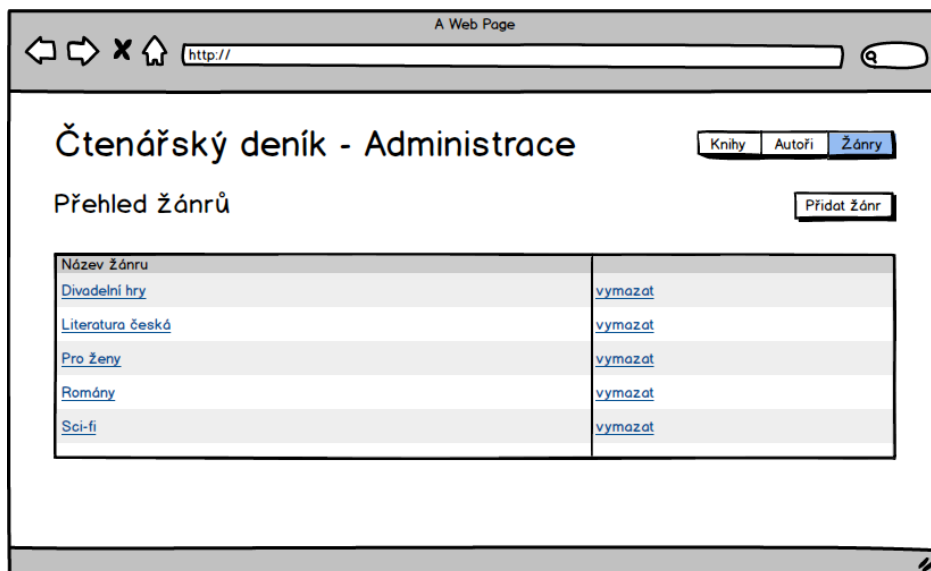 A Web Page
http://
Čtenářský deník - Administrace
Knihy Autoři Žánry
Přehled žánrů
Přidat žánr
Název žánru
Divadelní hry vymazat
Literatura česká vymazat
Pro ženy vymazat
Romány vymazat
Sci-fi vymazat